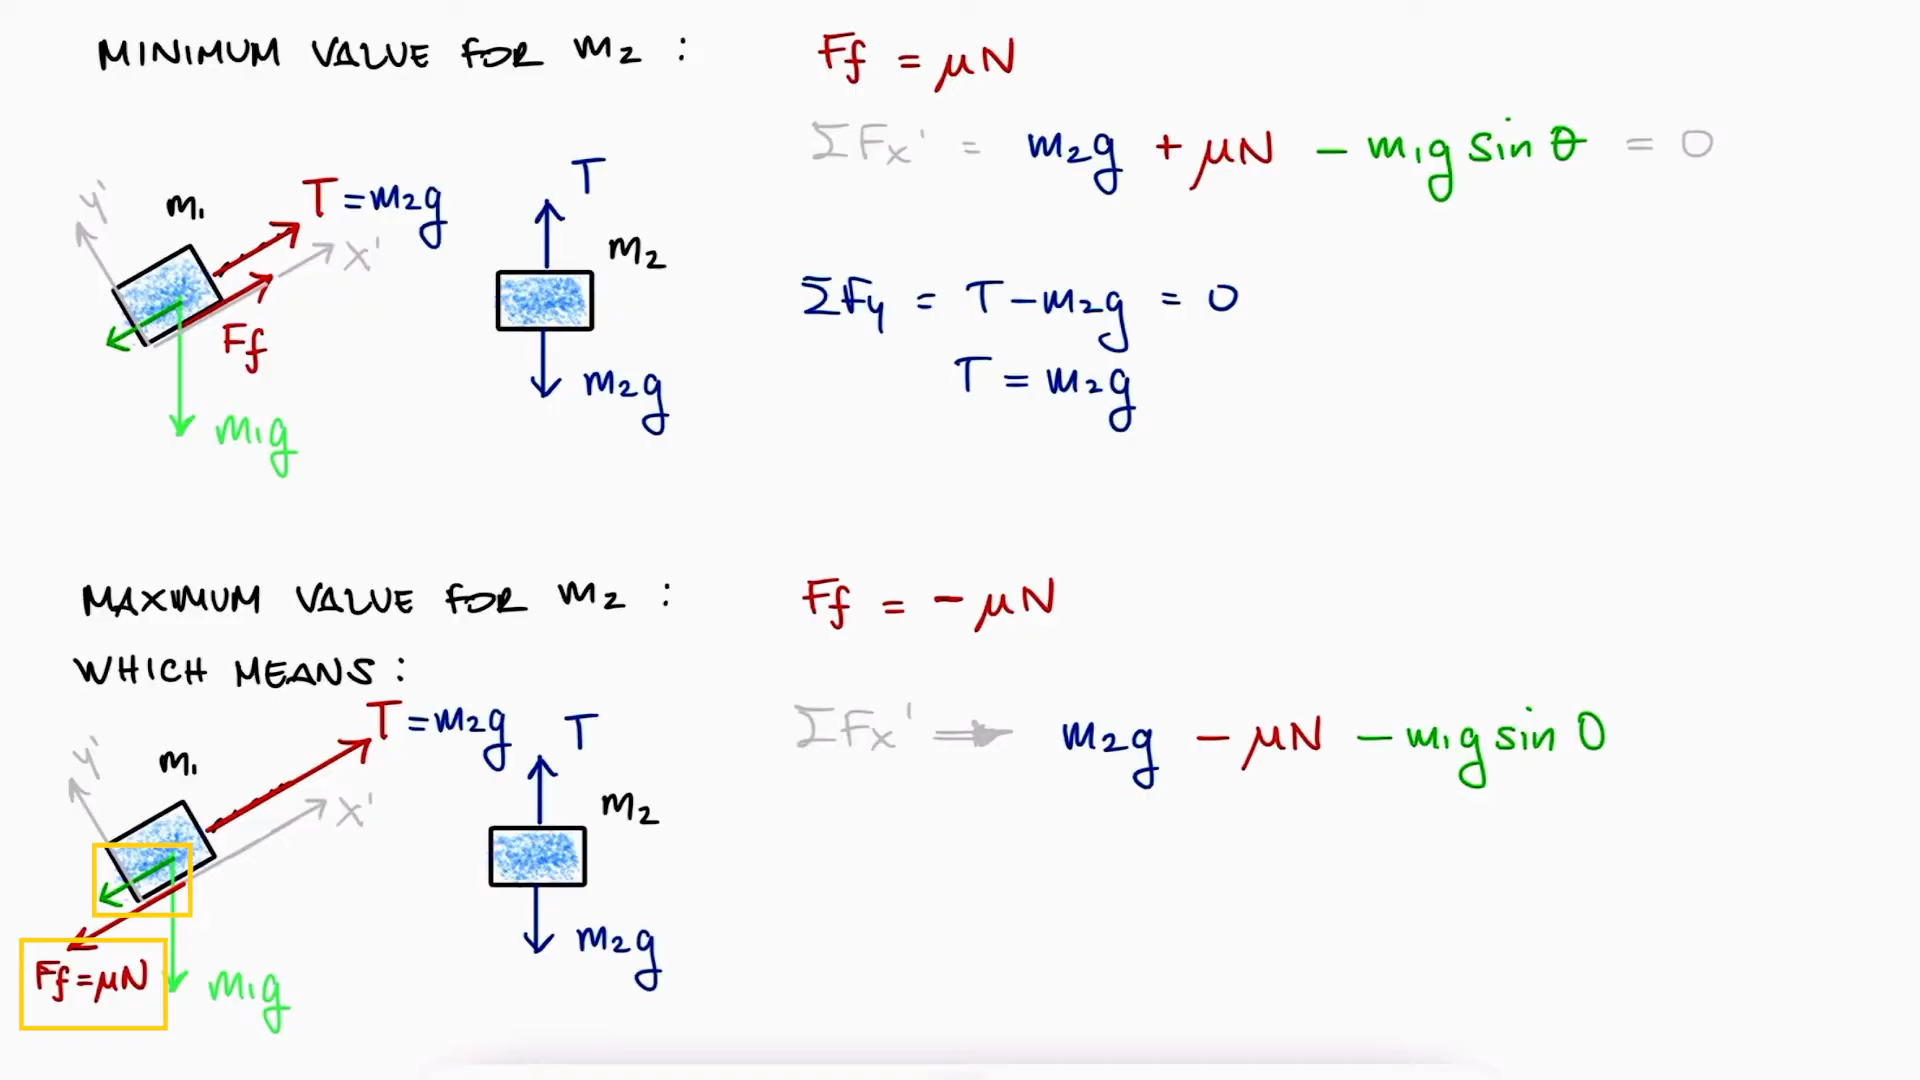 MINIMUM VALUE FOR m₂ :
Ff = μN
ΣFx' = m₂g + μN − m₁g sin θ = 0
y'
m₁
T = m₂g
x'
Ff
m₁g
T
m₂
m₂g
ΣFy = T − m₂g = 0
T = m₂g
MAXIMUM VALUE FOR m₂ :
Ff = − μN
WHICH MEANS :
ΣFx' ⇒ m₂g − μN − m₁g sin 0
y'
m₁
T = m₂g
x'
Ff = μN
m₁g
T
m₂
m₂g